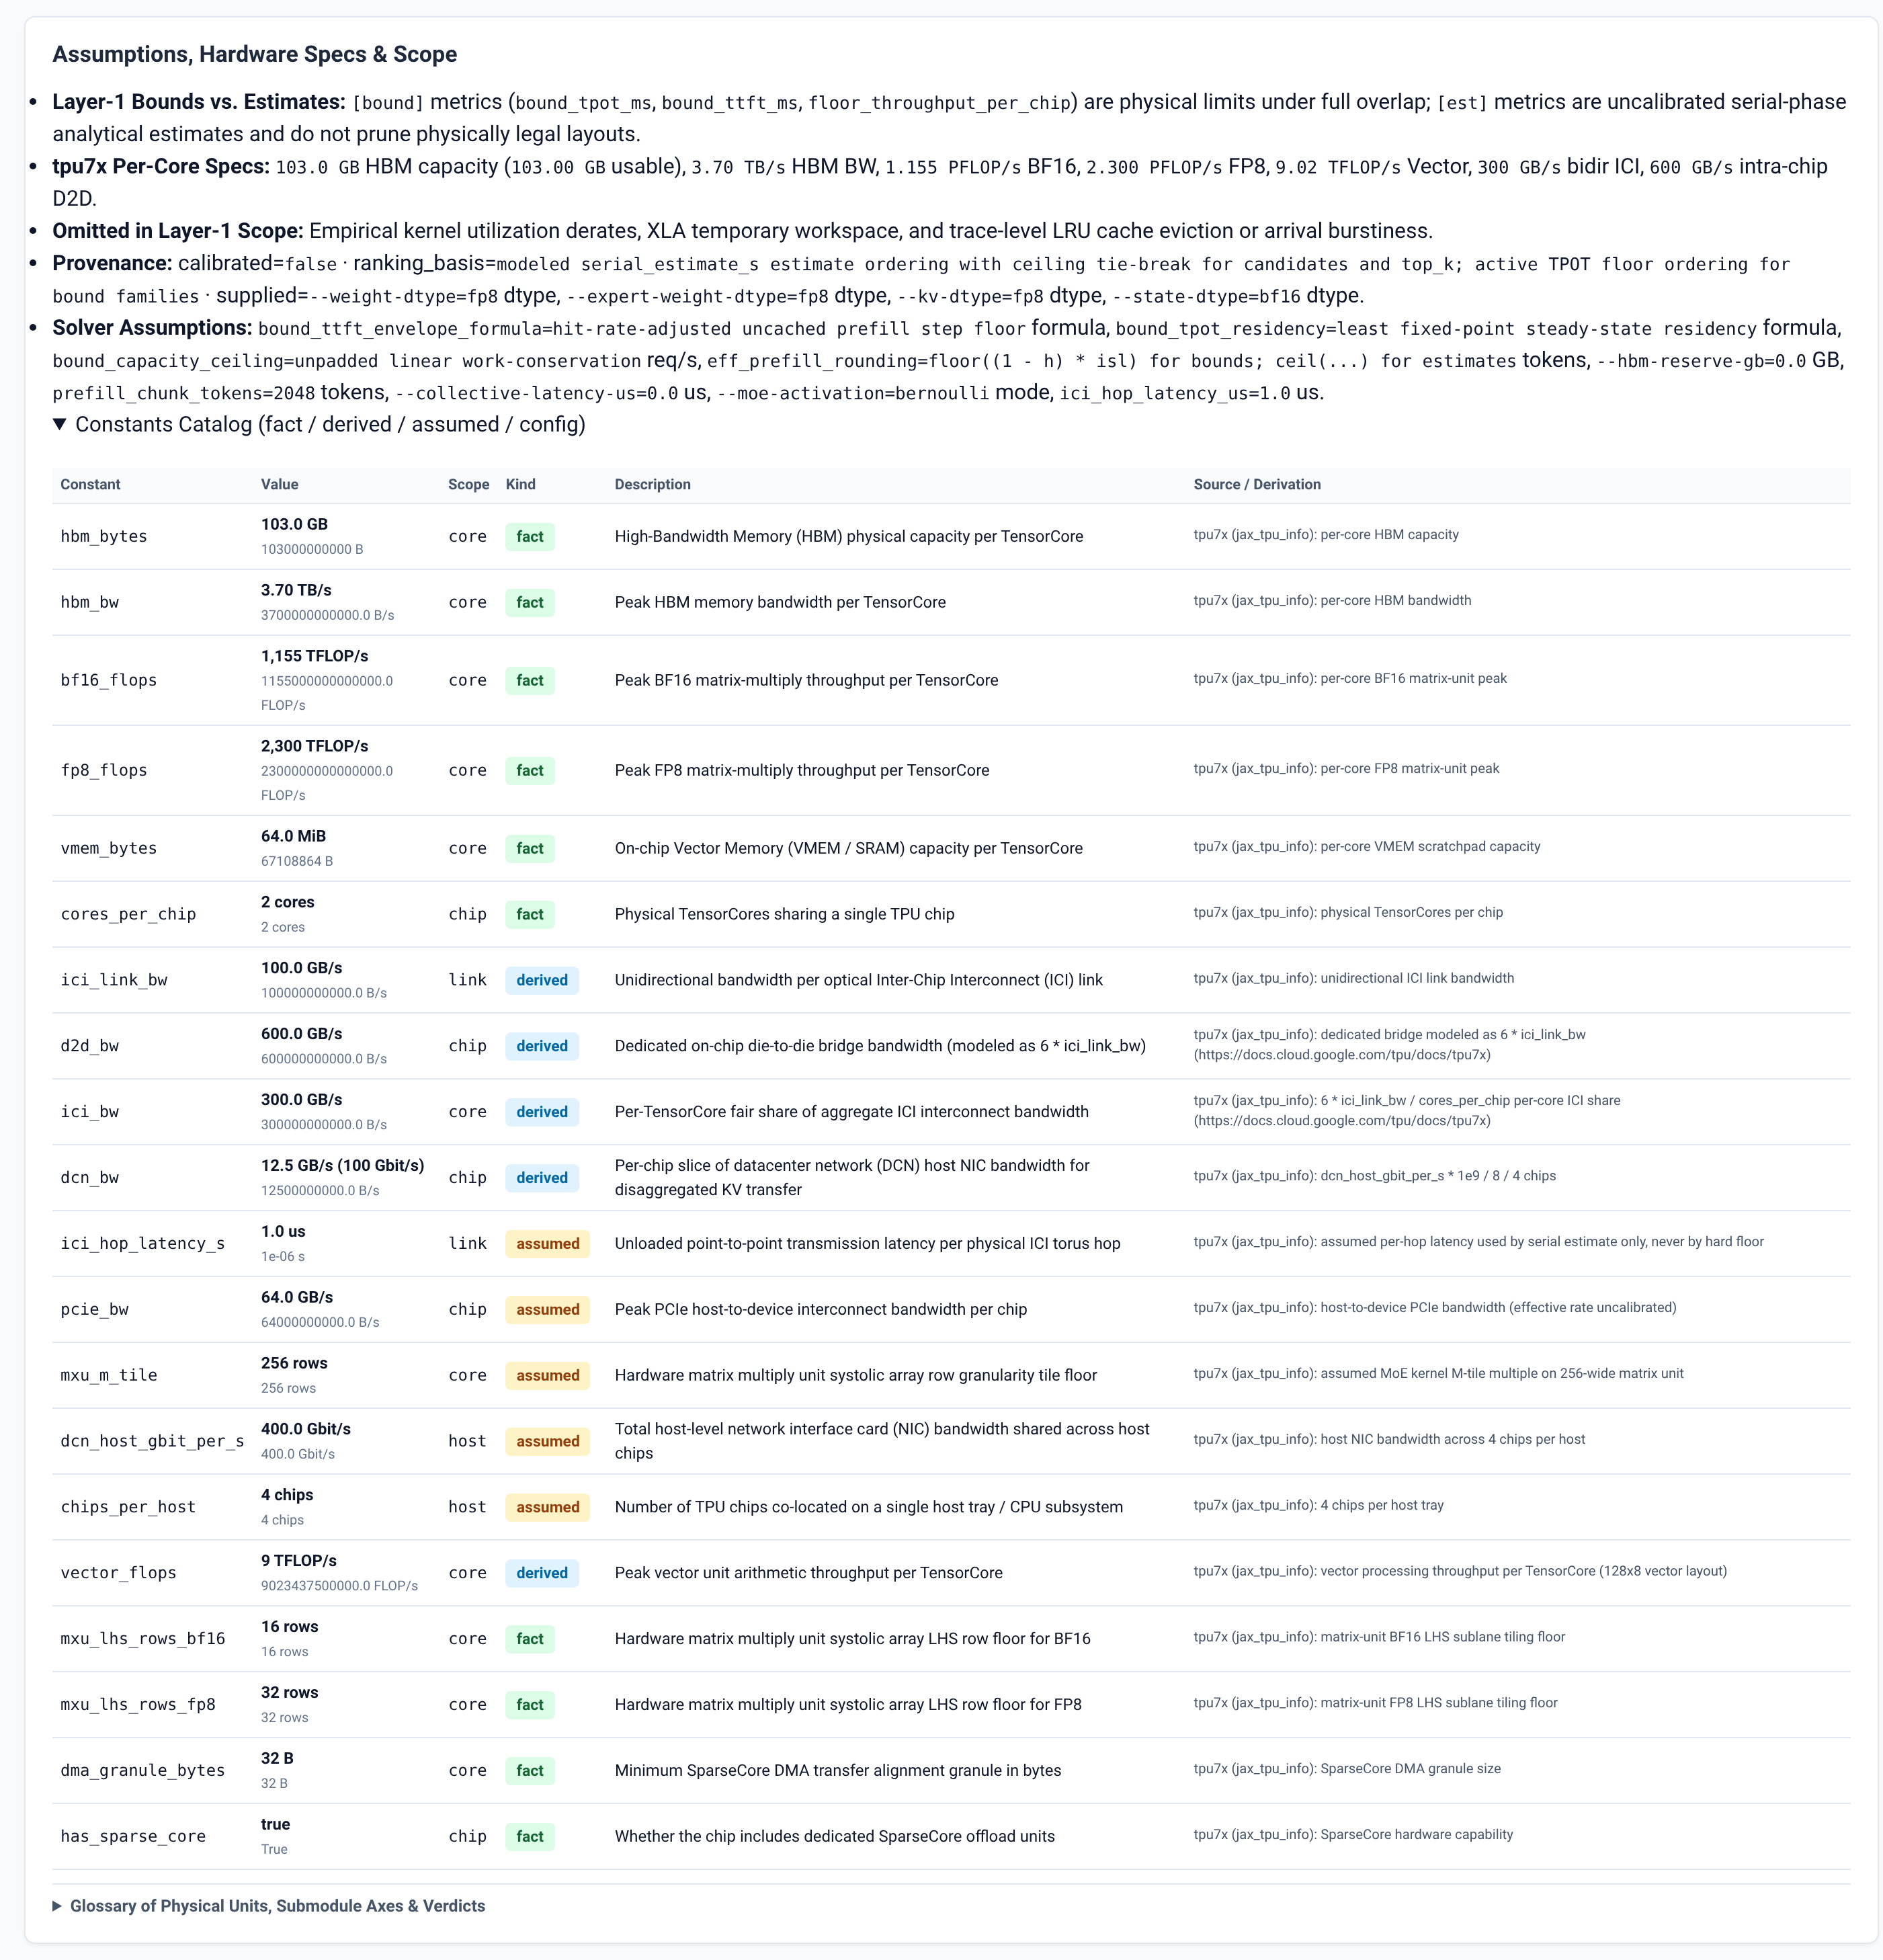 Assumptions, Hardware Specs & Scope
• Layer-1 Bounds vs. Estimates: [bound] metrics (bound_tpot_ms, bound_ttft_ms, floor_throughput_per_chip) are physical limits under full overlap; [est] metrics are uncalibrated serial-phase
analytical estimates and do not prune physically legal layouts.
• tpu7x Per-Core Specs: 103.0 GB HBM capacity (103.00 GB usable), 3.70 TB/s HBM BW, 1.155 PFLOP/s BF16, 2.300 PFLOP/s FP8, 9.02 TFLOP/s Vector, 300 GB/s bidir ICI, 600 GB/s intra-chip
D2D.
• Omitted in Layer-1 Scope: Empirical kernel utilization derates, XLA temporary workspace, and trace-level LRU cache eviction or arrival burstiness.
• Provenance: calibrated=false · ranking_basis=modeled serial_estimate_s estimate ordering with ceiling tie-break for candidates and top_k; active TPOT floor ordering for
bound families · supplied=--weight-dtype=fp8 dtype, --expert-weight-dtype=fp8 dtype, --kv-dtype=fp8 dtype, --state-dtype=bf16 dtype.
• Solver Assumptions: bound_ttft_envelope_formula=hit-rate-adjusted uncached prefill step floor formula, bound_tpot_residency=least fixed-point steady-state residency formula,
bound_capacity_ceiling=unpadded linear work-conservation req/s, eff_prefill_rounding=floor((1 - h) * isl) for bounds; ceil(...) for estimates tokens, --hbm-reserve-gb=0.0 GB,
prefill_chunk_tokens=2048 tokens, --collective-latency-us=0.0 us, --moe-activation=bernoulli mode, ici_hop_latency_us=1.0 us.
▼ Constants Catalog (fact / derived / assumed / config)
Constant Value Scope Kind Description Source / Derivation
hbm_bytes 103.0 GB core fact High-Bandwidth Memory (HBM) physical capacity per TensorCore tpu7x (jax_tpu_info): per-core HBM capacity
103000000000 B
hbm_bw 3.70 TB/s core fact Peak HBM memory bandwidth per TensorCore tpu7x (jax_tpu_info): per-core HBM bandwidth
3700000000000.0 B/s
bf16_flops 1,155 TFLOP/s core fact Peak BF16 matrix-multiply throughput per TensorCore tpu7x (jax_tpu_info): per-core BF16 matrix-unit peak
1155000000000000.0
FLOP/s
fp8_flops 2,300 TFLOP/s core fact Peak FP8 matrix-multiply throughput per TensorCore tpu7x (jax_tpu_info): per-core FP8 matrix-unit peak
2300000000000000.0
FLOP/s
vmem_bytes 64.0 MiB core fact On-chip Vector Memory (VMEM / SRAM) capacity per TensorCore tpu7x (jax_tpu_info): per-core VMEM scratchpad capacity
67108864 B
cores_per_chip 2 cores chip fact Physical TensorCores sharing a single TPU chip tpu7x (jax_tpu_info): physical TensorCores per chip
2 cores
ici_link_bw 100.0 GB/s link derived Unidirectional bandwidth per optical Inter-Chip Interconnect (ICI) link tpu7x (jax_tpu_info): unidirectional ICI link bandwidth
100000000000.0 B/s
d2d_bw 600.0 GB/s chip derived Dedicated on-chip die-to-die bridge bandwidth (modeled as 6 * ici_link_bw) tpu7x (jax_tpu_info): dedicated bridge modeled as 6 * ici_link_bw
600000000000.0 B/s (https://docs.cloud.google.com/tpu/docs/tpu7x)
ici_bw 300.0 GB/s core derived Per-TensorCore fair share of aggregate ICI interconnect bandwidth tpu7x (jax_tpu_info): 6 * ici_link_bw / cores_per_chip per-core ICI share
300000000000.0 B/s (https://docs.cloud.google.com/tpu/docs/tpu7x)
dcn_bw 12.5 GB/s (100 Gbit/s) chip derived Per-chip slice of datacenter network (DCN) host NIC bandwidth for tpu7x (jax_tpu_info): dcn_host_gbit_per_s * 1e9 / 8 / 4 chips
12500000000.0 B/s disaggregated KV transfer
ici_hop_latency_s 1.0 us link assumed Unloaded point-to-point transmission latency per physical ICI torus hop tpu7x (jax_tpu_info): assumed per-hop latency used by serial estimate only, never by hard floor
1e-06 s
pcie_bw 64.0 GB/s chip assumed Peak PCIe host-to-device interconnect bandwidth per chip tpu7x (jax_tpu_info): host-to-device PCIe bandwidth (effective rate uncalibrated)
64000000000.0 B/s
mxu_m_tile 256 rows core assumed Hardware matrix multiply unit systolic array row granularity tile floor tpu7x (jax_tpu_info): assumed MoE kernel M-tile multiple on 256-wide matrix unit
256 rows
dcn_host_gbit_per_s 400.0 Gbit/s host assumed Total host-level network interface card (NIC) bandwidth shared across host tpu7x (jax_tpu_info): host NIC bandwidth across 4 chips per host
400.0 Gbit/s chips
chips_per_host 4 chips host assumed Number of TPU chips co-located on a single host tray / CPU subsystem tpu7x (jax_tpu_info): 4 chips per host tray
4 chips
vector_flops 9 TFLOP/s core derived Peak vector unit arithmetic throughput per TensorCore tpu7x (jax_tpu_info): vector processing throughput per TensorCore (128x8 vector layout)
9023437500000.0 FLOP/s
mxu_lhs_rows_bf16 16 rows core fact Hardware matrix multiply unit systolic array LHS row floor for BF16 tpu7x (jax_tpu_info): matrix-unit BF16 LHS sublane tiling floor
16 rows
mxu_lhs_rows_fp8 32 rows core fact Hardware matrix multiply unit systolic array LHS row floor for FP8 tpu7x (jax_tpu_info): matrix-unit FP8 LHS sublane tiling floor
32 rows
dma_granule_bytes 32 B core fact Minimum SparseCore DMA transfer alignment granule in bytes tpu7x (jax_tpu_info): SparseCore DMA granule size
32 B
has_sparse_core true chip fact Whether the chip includes dedicated SparseCore offload units tpu7x (jax_tpu_info): SparseCore hardware capability
True
▶ Glossary of Physical Units, Submodule Axes & Verdicts